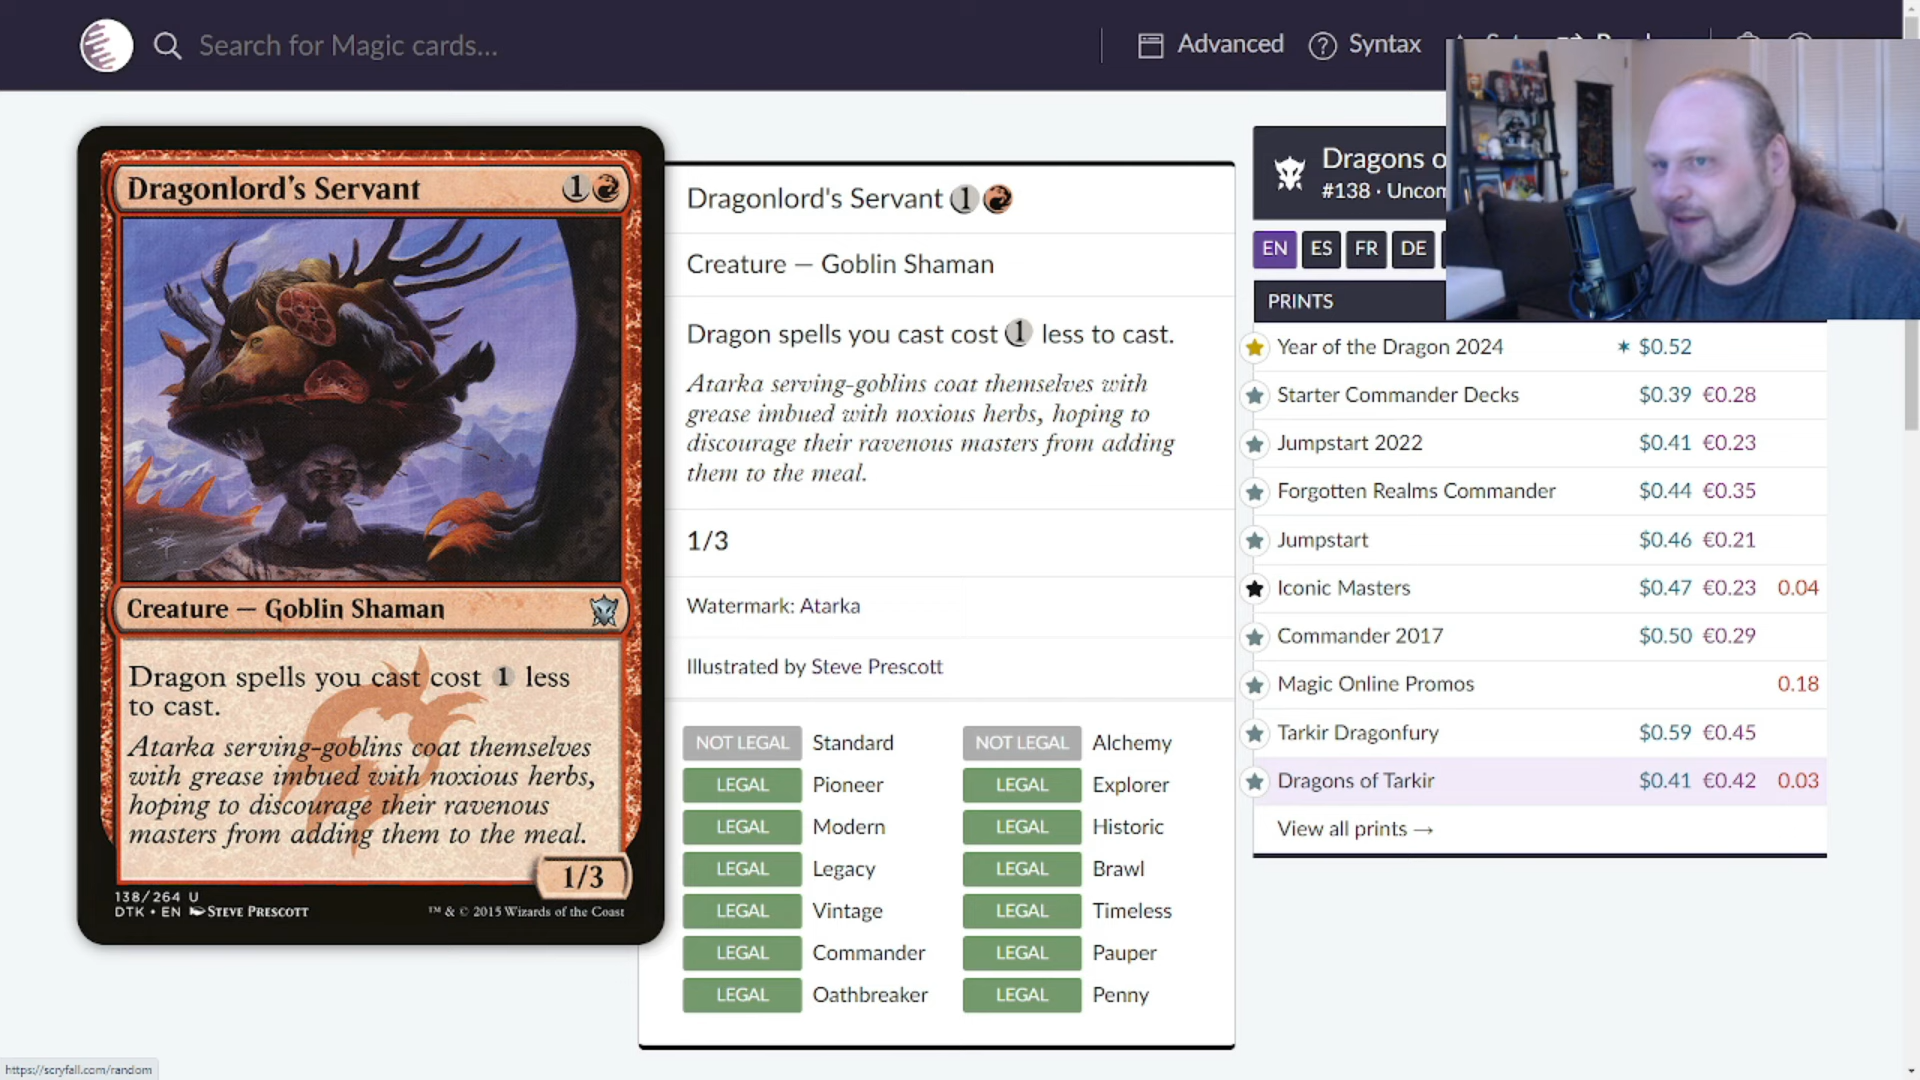 Search for Magic cards...
Advanced
Syntax
Dragonlord's Servant 1
Creature — Goblin Shaman
Dragon spells you cast cost 1 less
to cast.
Atarka serving-goblins coat themselves
with grease imbued with noxious herbs,
hoping to discourage their ravenous
masters from adding them to the meal.
1/3
138/264 U
DTK • EN STEVE PRESCOTT
™ & © 2015 Wizards of the Coast
Dragonlord's Servant 1
Creature — Goblin Shaman
Dragon spells you cast cost 1 less to cast.
Atarka serving-goblins coat themselves with
grease imbued with noxious herbs, hoping to
discourage their ravenous masters from adding
them to the meal.
1/3
Watermark: Atarka
Illustrated by Steve Prescott
NOT LEGAL Standard NOT LEGAL Alchemy
LEGAL Pioneer LEGAL Explorer
LEGAL Modern LEGAL Historic
LEGAL Legacy LEGAL Brawl
LEGAL Vintage LEGAL Timeless
LEGAL Commander LEGAL Pauper
LEGAL Oathbreaker LEGAL Penny
Dragons o
#138 · Uncom
EN ES FR DE
PRINTS
Year of the Dragon 2024 $0.52
Starter Commander Decks $0.39 €0.28
Jumpstart 2022 $0.41 €0.23
Forgotten Realms Commander $0.44 €0.35
Jumpstart $0.46 €0.21
Iconic Masters $0.47 €0.23 0.04
Commander 2017 $0.50 €0.29
Magic Online Promos 0.18
Tarkir Dragonfury $0.59 €0.45
Dragons of Tarkir $0.41 €0.42 0.03
View all prints →
https://scryfall.com/random